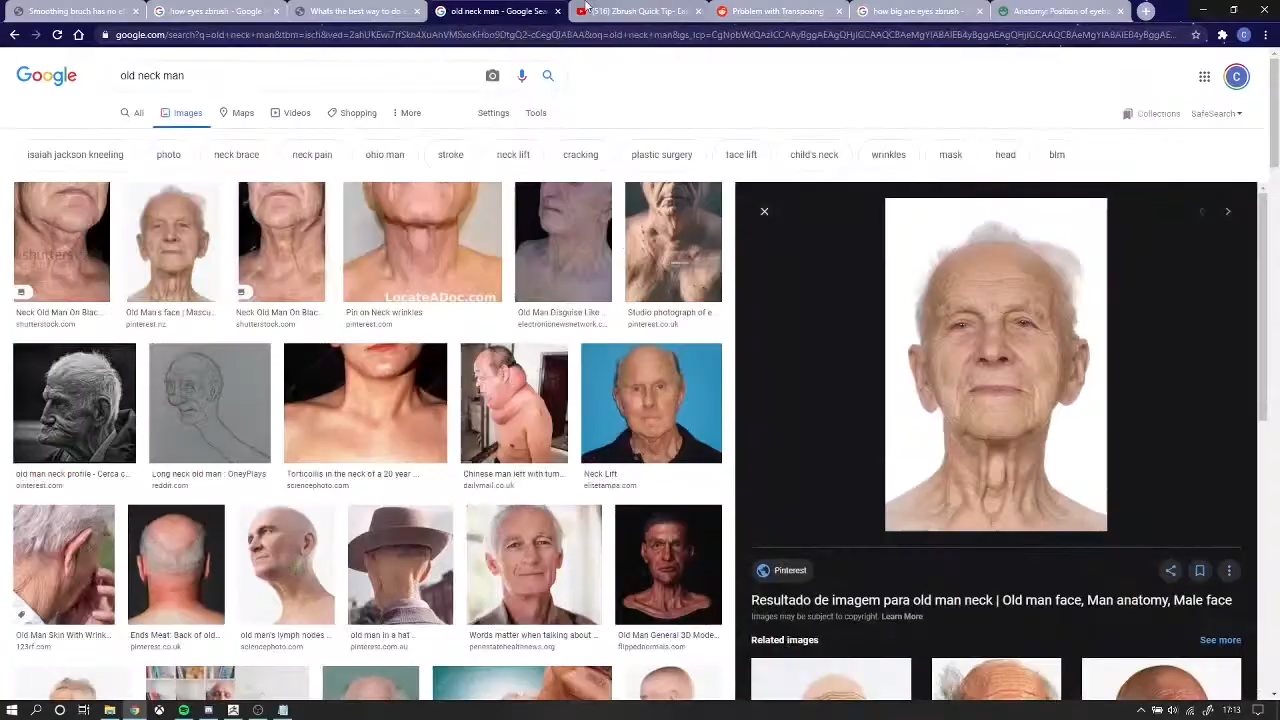 Smoothing bruch has no ef
how eyes zbrush - Google
Whats the best way to do c
old neck man - Google Sea
(516) Zbrush Quick Tip- Ea
Problem with Transposing
how big are eyes zbrush -
Anatomy: Position of eyeb
Google
old neck man
C
All
Images
Maps
Videos
Shopping
More
Settings
Tools
Collections
SafeSearch
isaiah jackson kneeling
photo
neck brace
neck pain
ohio man
stroke
neck lift
cracking
plastic surgery
face lift
child's neck
wrinkles
mask
head
blm
shutters
LocateADoc.com
Neck Old Man On Blac...
Old Man's face | Mascu...
Neck Old Man On Blac...
Pin on Neck wrinkles
Old Man Disguise Like ...
Studio photograph of e...
shutterstock.com
pinterest.nz
shutterstock.com
pinterest.com
electronicnewsnetwork.c...
pinterest.co.uk
old man neck profile - Cerca c...
Long neck old man : OneyPlays
Torticollis in the neck of a 20 year ...
Chinese man left with tum...
Neck Lift
pinterest.com
reddit.com
sciencephoto.com
dailymail.co.uk
elitetampa.com
Old Man Skin With Wrink...
Ends Meat: Back of old...
old man's lymph nodes ...
old man in a hat ...
Words matter when talking about ...
Old Man General 3D Mode...
123rf.com
pinterest.co.uk
sciencephoto.com
pinterest.com.au
pennstatehealthnews.org
flippednormals.com
Pinterest
Resultado de imagem para old man neck | Old man face, Man anatomy, Male face
Images may be subject to copyright. Learn More
Related images
See more
17:13